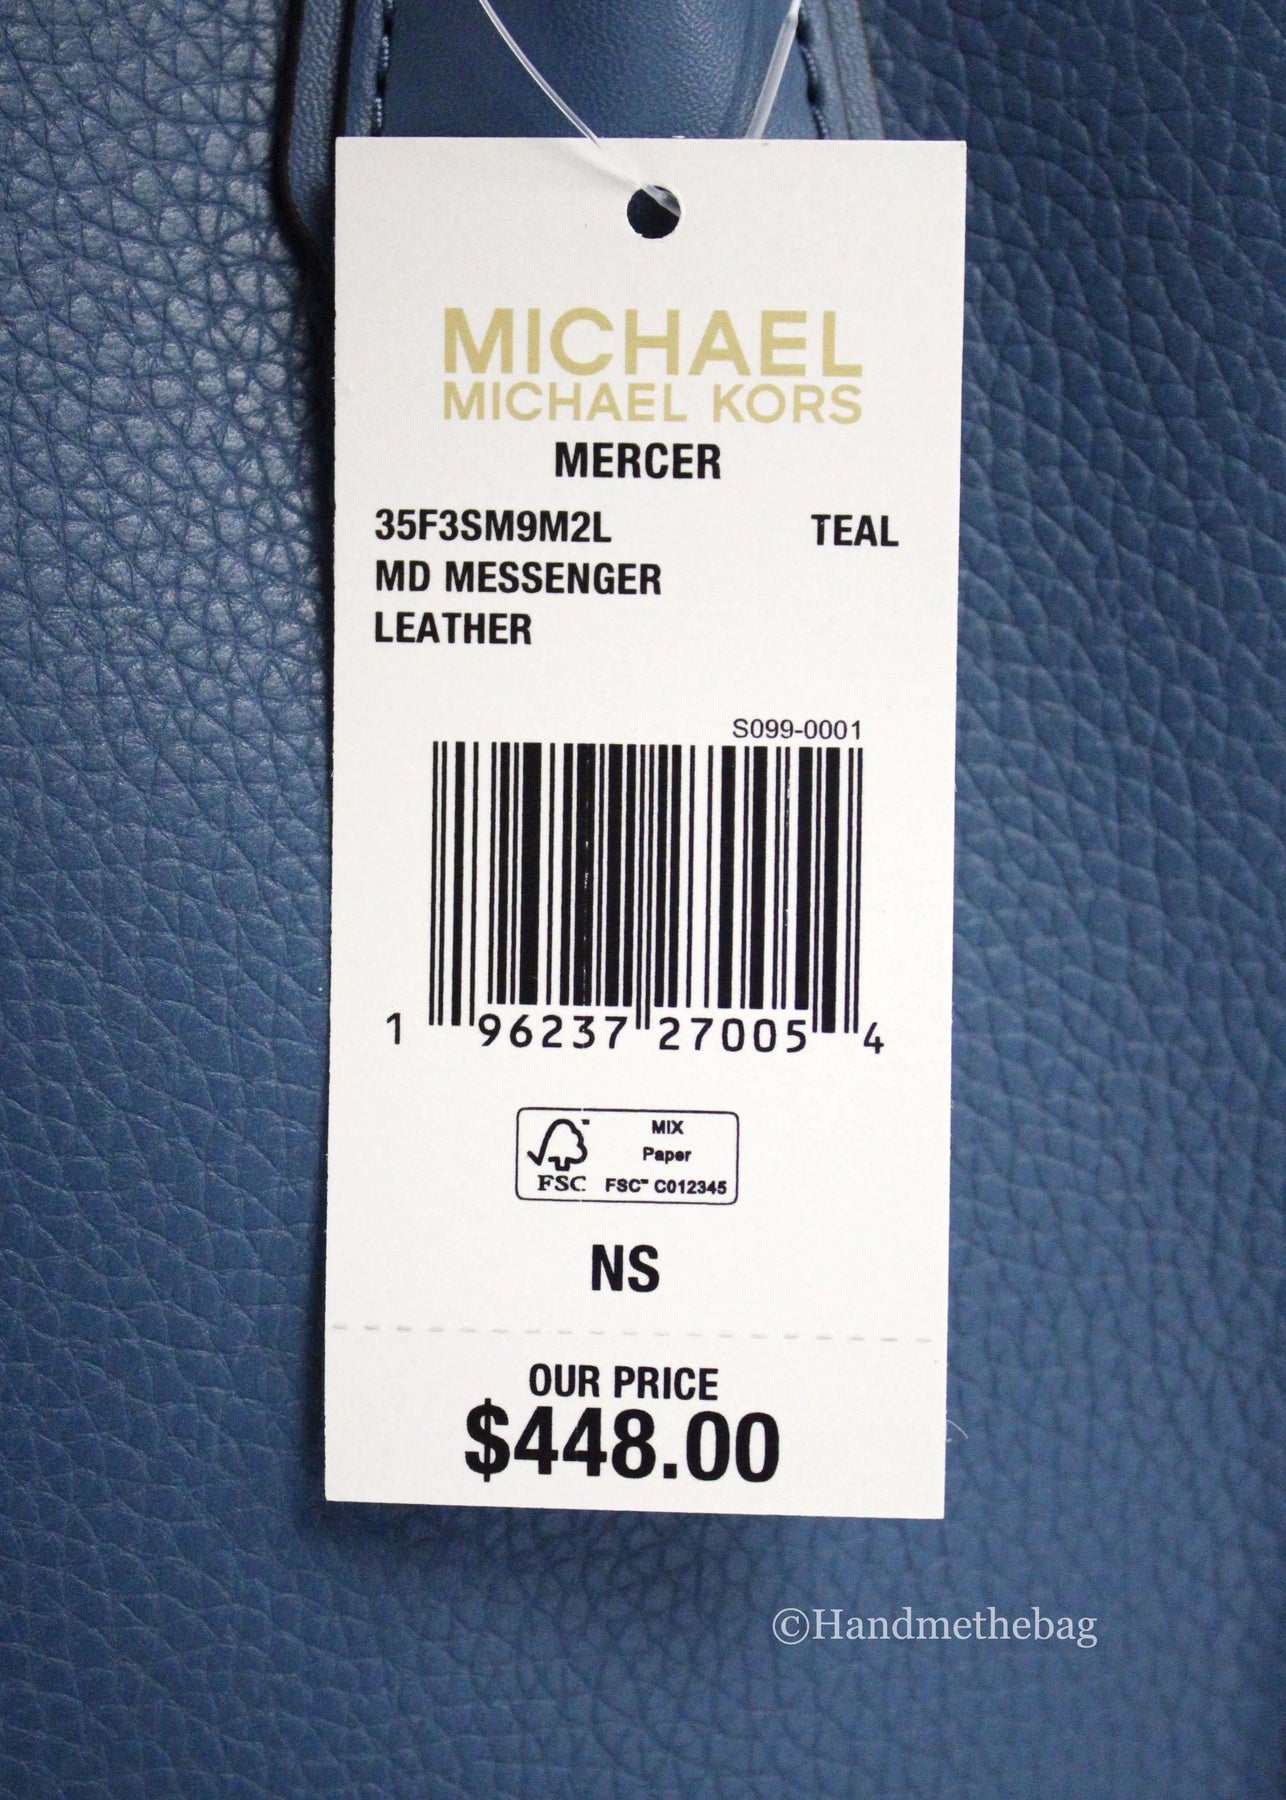 MICHAEL
MICHAEL KORS
MERCER
35F3SM9M2L TEAL
MD MESSENGER
LEATHER
S099-0001
1 96237 27005 4
FSC
MIX
Paper
FSC™ C012345
NS
OUR PRICE
$448.00
©Handmethebag